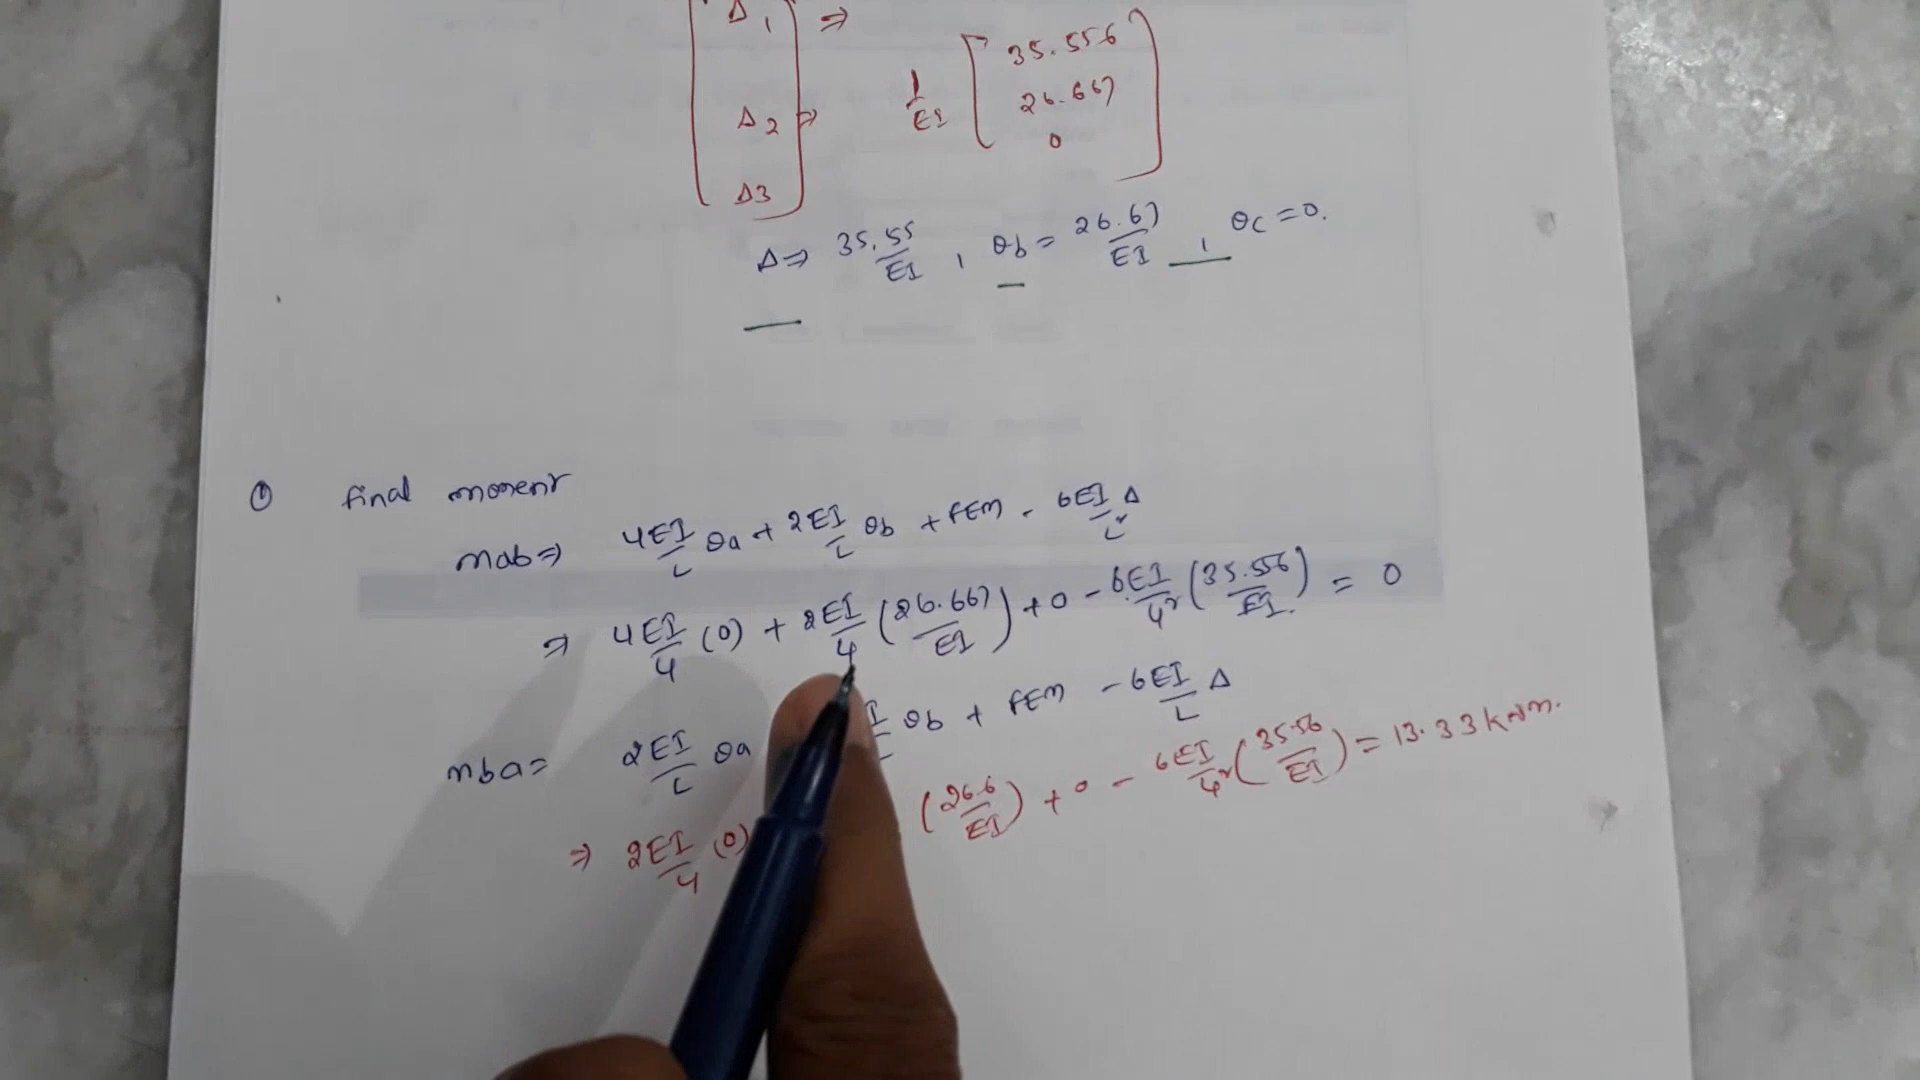 Δ1 ⇒
1/EI [ 35.556
Δ2 ⇒ 26.667
0 ]
Δ3
Δ ⇒ 35.55/EI , θb = 26.67/EI , θc = 0.
① final moment
mab ⇒ 4EI/L θa + 2EI/L θb + FEM - 6EI/L² Δ
⇒ 4EI/4 (0) + 2EI/4 (26.667/EI) + 0 - 6EI/4² (35.556/EI) = 0
mba = 2EI/L θa θb + FEM - 6EI/L Δ
⇒ 2EI/4 (0) (26.6/EI) + 0 - 6EI/4² (35.56/EI) = 13.33 kNm.